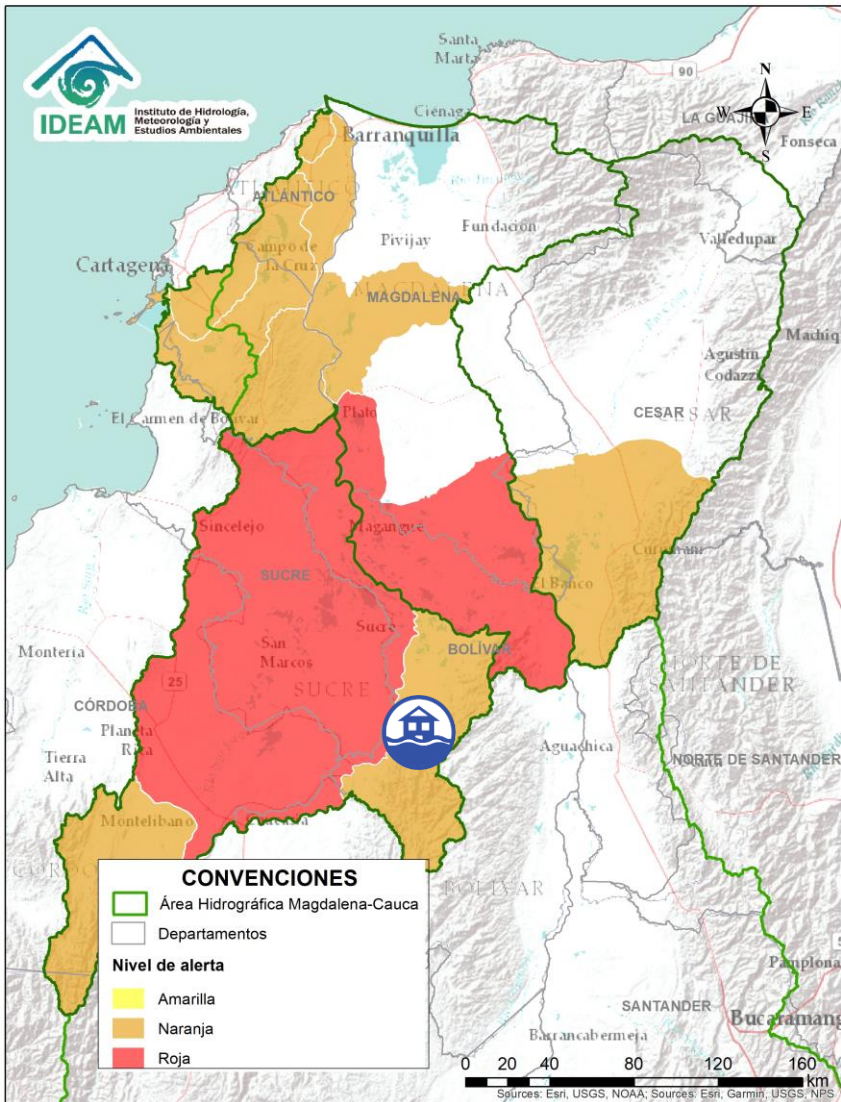 IDEAM
Instituto de Hidrología,
Meteorología y
Estudios Ambientales
Santa
Marta
90
N
W
E
S
LA GUAJIRA
Ciénaga
Barranquilla
Fonseca
ATLÁNTICO
Fundación
Pivijay
Valledupar
Campo de
la Cruz
Cartagena
MAGDALENA
Agustín
Codazzi
El Carmen de Bolívar
Plato
CESAR
Sincelejo
Magangué
Curumaní
SUCRE
El Banco
Sucre
San
Marcos
BOLÍVAR
Montería
NORTE DE
SANTANDER
25
SUCRE
CÓRDOBA
Planeta
Rica
Aguachica
Tierra
Alta
NORTE DE SANTANDER
Montelíbano
Caucasia
BOLÍVAR
CONVENCIONES
Área Hidrográfica Magdalena-Cauca
Departamentos
Nivel de alerta
Amarilla
Naranja
Roja
Pamplona
SANTANDER
Bucaramang
Barrancabermeja
0 20 40 80 120 160
km
Sources: Esri, USGS, NOAA; Sources: Esri, Garmin, USGS, NPS